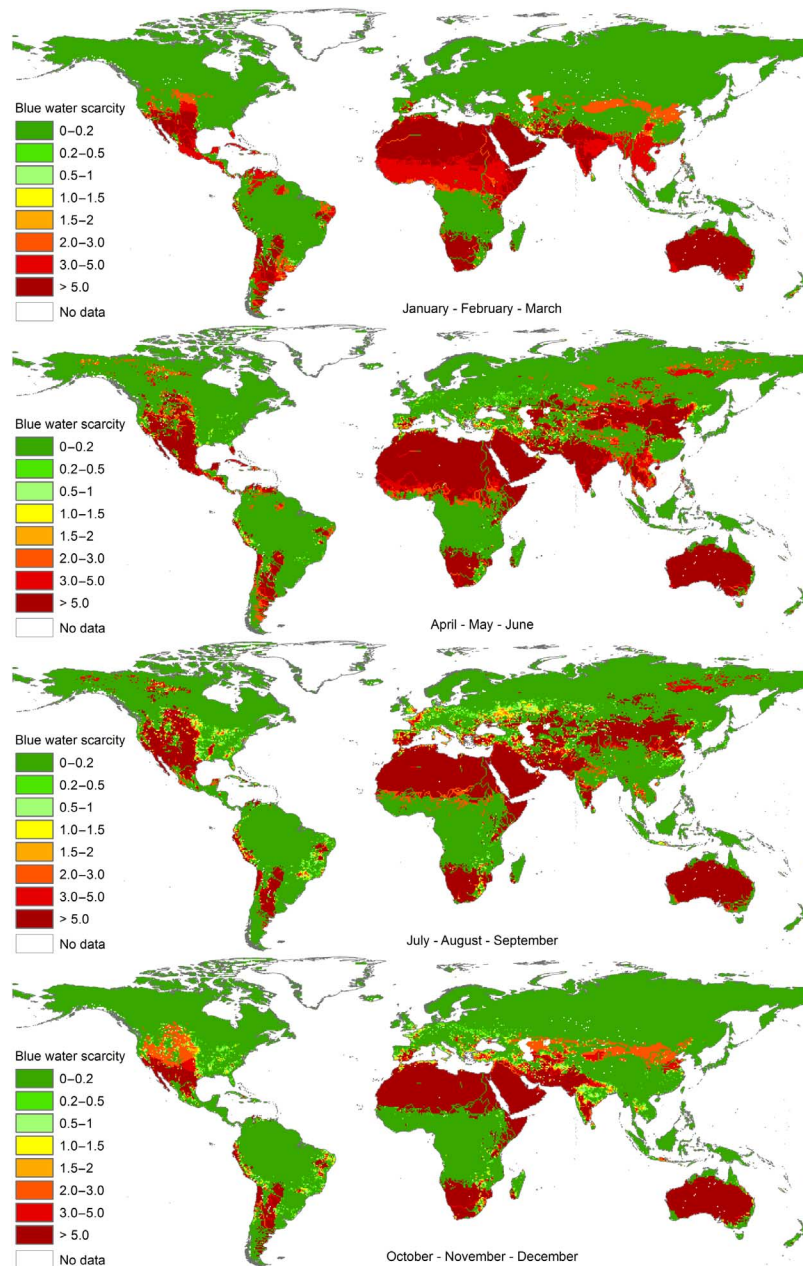 Blue water scarcity
0–0.2
0.2–0.5
0.5–1
1.0–1.5
1.5–2
2.0–3.0
3.0–5.0
> 5.0
No data
January - February - March
Blue water scarcity
0–0.2
0.2–0.5
0.5–1
1.0–1.5
1.5–2
2.0–3.0
3.0–5.0
> 5.0
No data
April - May - June
Blue water scarcity
0–0.2
0.2–0.5
0.5–1
1.0–1.5
1.5–2
2.0–3.0
3.0–5.0
> 5.0
No data
July - August - September
Blue water scarcity
0–0.2
0.2–0.5
0.5–1
1.0–1.5
1.5–2
2.0–3.0
3.0–5.0
> 5.0
No data
October - November - December